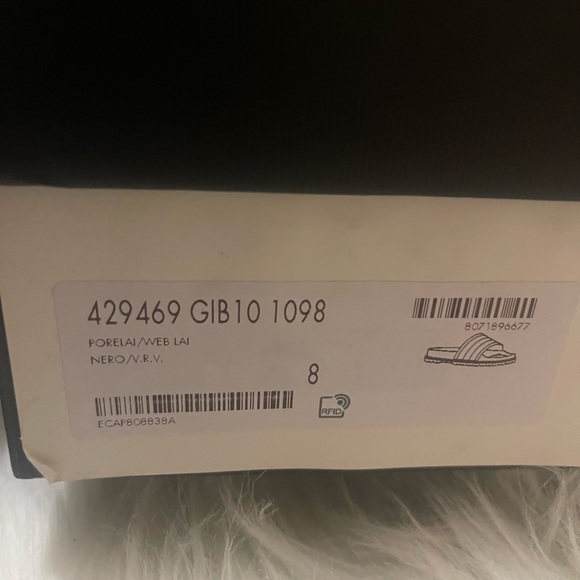 429469 GIB10 1098
8071896677
PORELAI/WEB LAI
NERO/V.R.V.
8
RFID
ECAP808838A